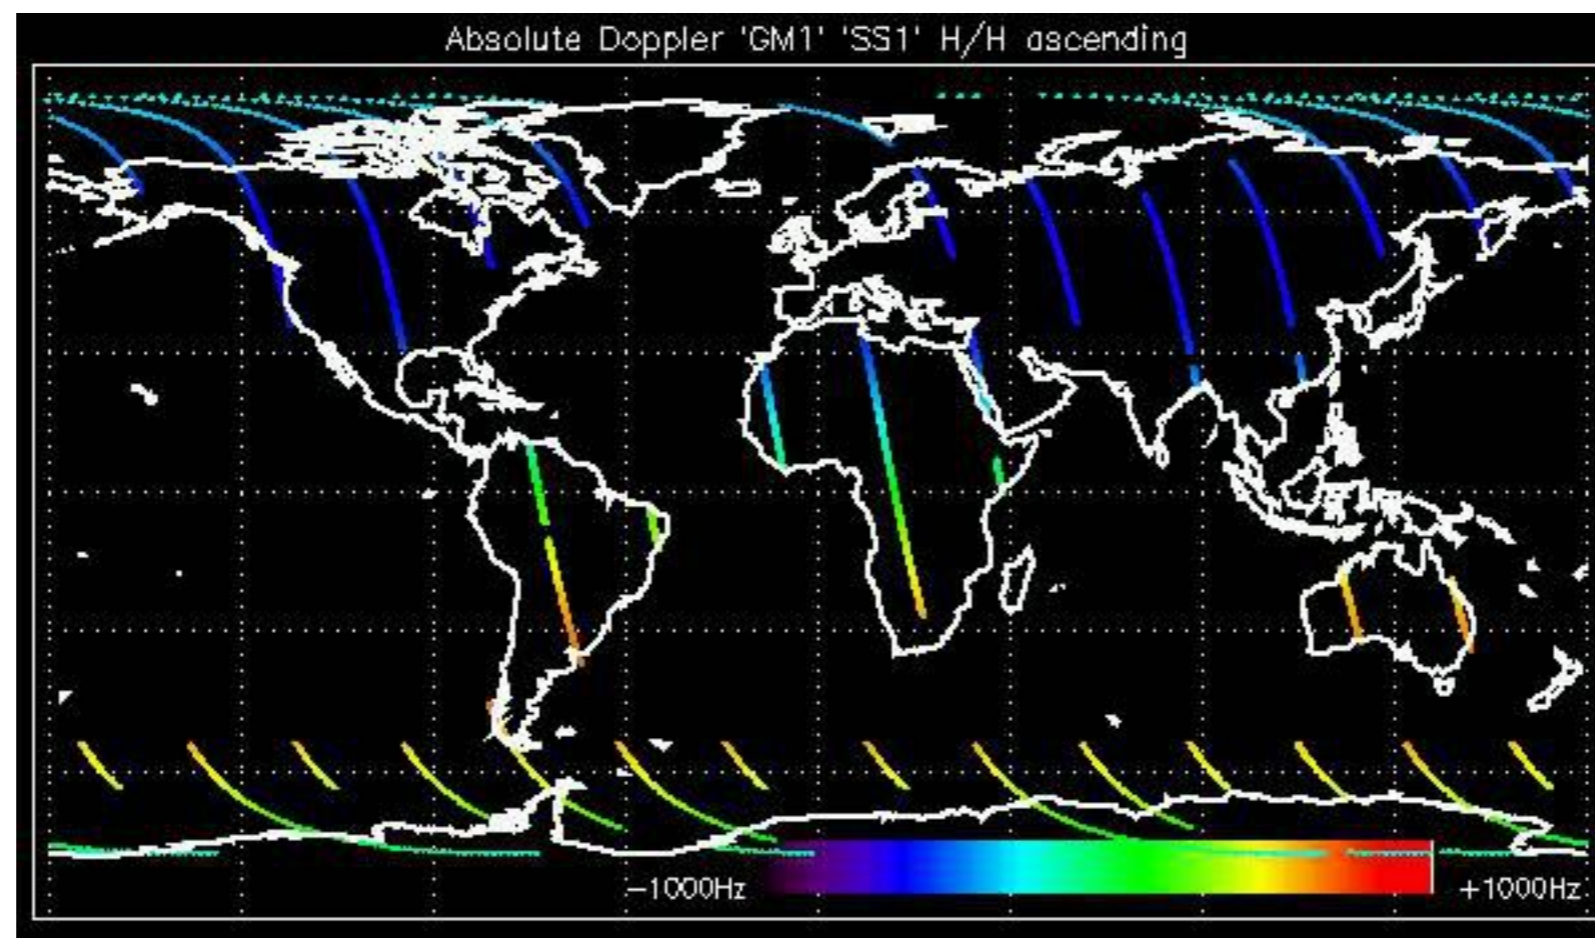 Absolute Doppler 'GM1' 'SS1' H/H ascending
−1000Hz
+1000Hz